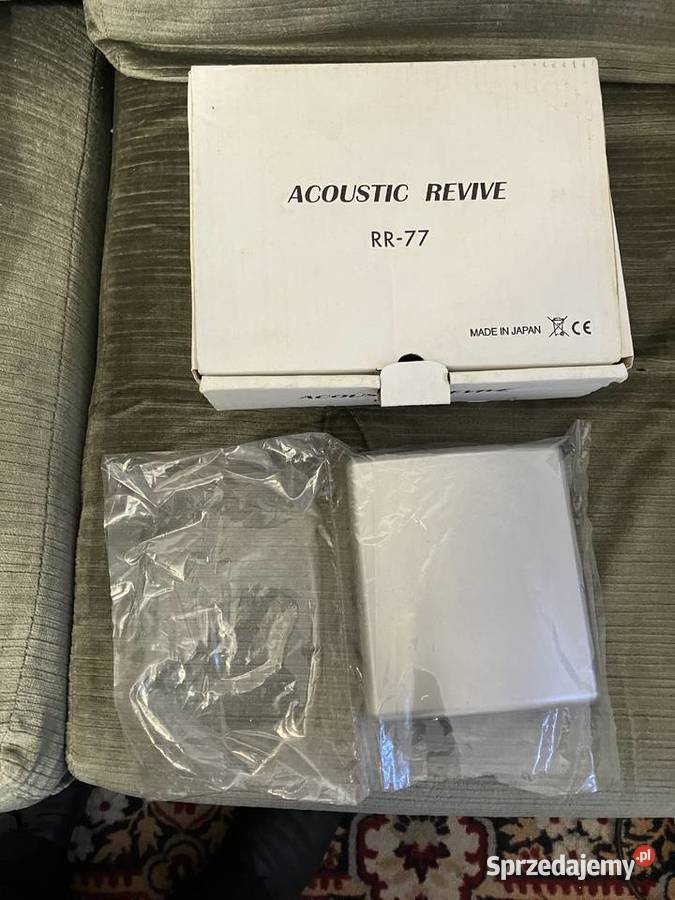 ACOUSTIC REVIVE
RR-77
MADE IN JAPAN CE
Sprzedajemy.pl